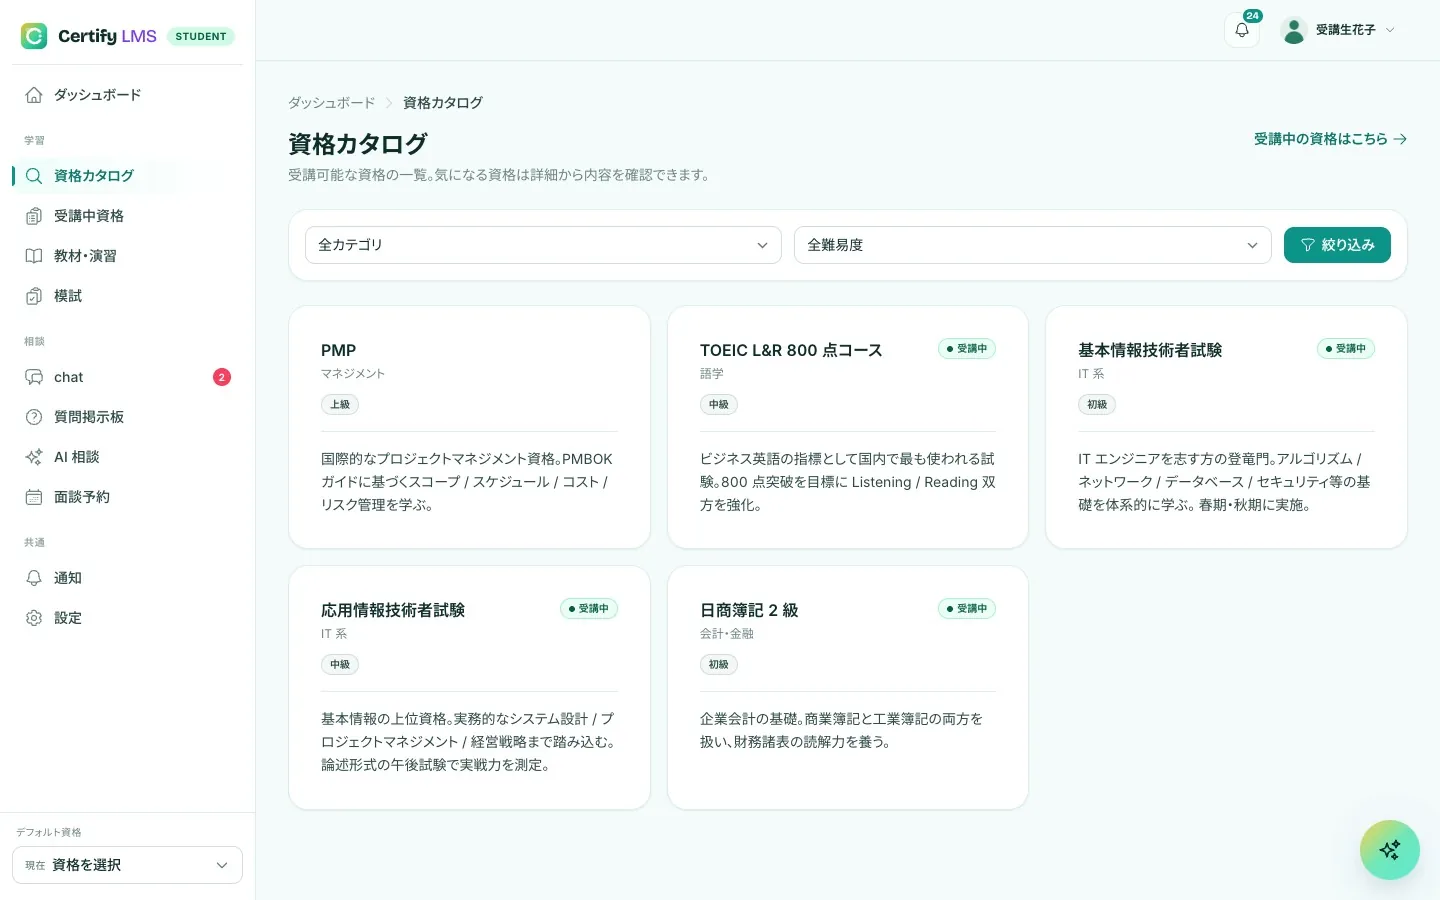 Certify LMS STUDENT
24
受講生花子
ダッシュボード
学習
資格カタログ
受講中資格
教材・演習
模試
相談
chat
2
質問掲示板
AI 相談
面談予約
共通
通知
設定
デフォルト資格
現在 資格を選択
ダッシュボード 資格カタログ
資格カタログ
受講中の資格はこちら →
受講可能な資格の一覧。気になる資格は詳細から内容を確認できます。
全カテゴリ
全難易度
絞り込み
PMP
マネジメント
上級
国際的なプロジェクトマネジメント資格。PMBOK
ガイドに基づくスコープ / スケジュール / コスト /
リスク管理を学ぶ。
TOEIC L&R 800 点コース
受講中
語学
中級
ビジネス英語の指標として国内で最も使われる試
験。800 点突破を目標に Listening / Reading 双
方を強化。
基本情報技術者試験
受講中
IT 系
初級
IT エンジニアを志す方の登竜門。アルゴリズム /
ネットワーク / データベース / セキュリティ等の基
礎を体系的に学ぶ。春期・秋期に実施。
応用情報技術者試験
受講中
IT 系
中級
基本情報の上位資格。実務的なシステム設計 / プ
ロジェクトマネジメント / 経営戦略まで踏み込む。
論述形式の午後試験で実戦力を測定。
日商簿記 2 級
受講中
会計・金融
初級
企業会計の基礎。商業簿記と工業簿記の両方を
扱い、財務諸表の読解力を養う。